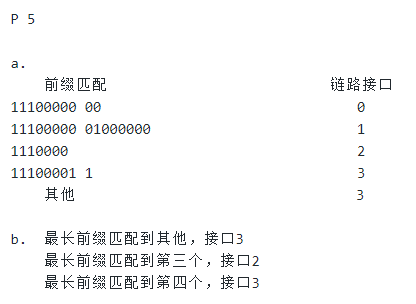 P 5
a.
前缀匹配 链路接口
11100000 00 0
11100000 01000000 1
1110000 2
11100001 1 3
其他 3
b. 最长前缀匹配到其他，接口3
最长前缀匹配到第三个，接口2
最长前缀匹配到第四个，接口3